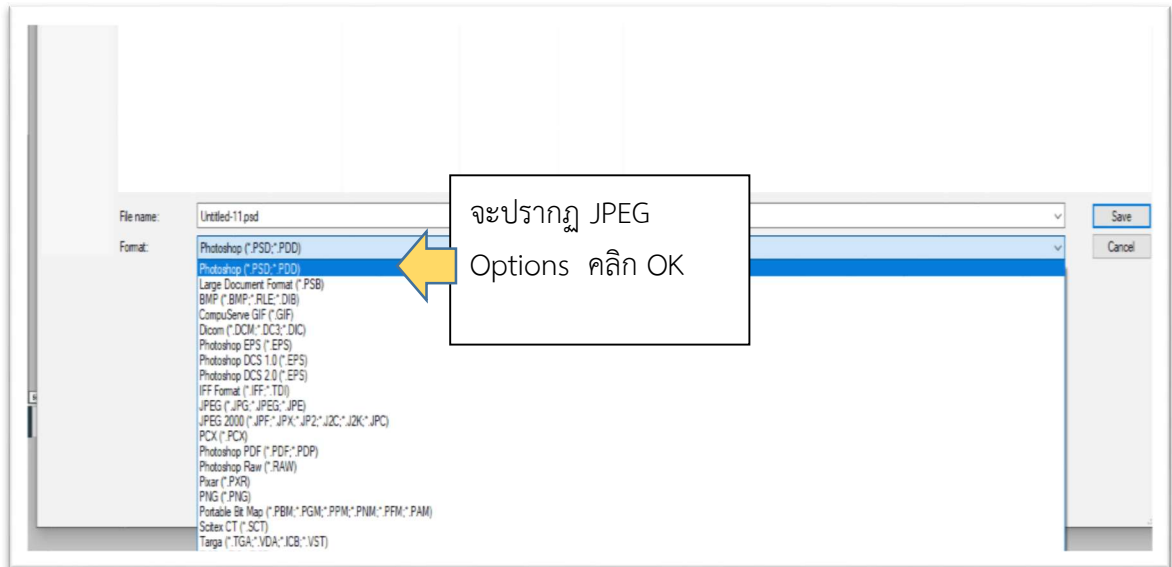 จะปรากฏ JPEG
Options คลิก OK
File name:
Untitled-11.psd
Save
Format:
Photoshop (*.PSD;*.PDD)
Cancel
Photoshop (*.PSD;*.PDD)
Large Document Format (*.PSB)
BMP (*.BMP;*.RLE;*.DIB)
CompuServe GIF (*.GIF)
Dicom (*.DCM;*.DC3;*.DIC)
Photoshop EPS (*.EPS)
Photoshop DCS 1.0 (*.EPS)
Photoshop DCS 2.0 (*.EPS)
IFF Format (*.IFF;*.TDI)
JPEG (*.JPG;*.JPEG;*.JPE)
JPEG 2000 (*.JPF;*.JPX;*.JP2;*.J2C;*.J2K;*.JPC)
PCX (*.PCX)
Photoshop PDF (*.PDF;*.PDP)
Photoshop Raw (*.RAW)
Pixar (*.PXR)
PNG (*.PNG)
Portable Bit Map (*.PBM;*.PGM;*.PPM;*.PNM;*.PFM;*.PAM)
Scitex CT (*.SCT)
Targa (*.TGA;*.VDA;*.ICB;*.VST)